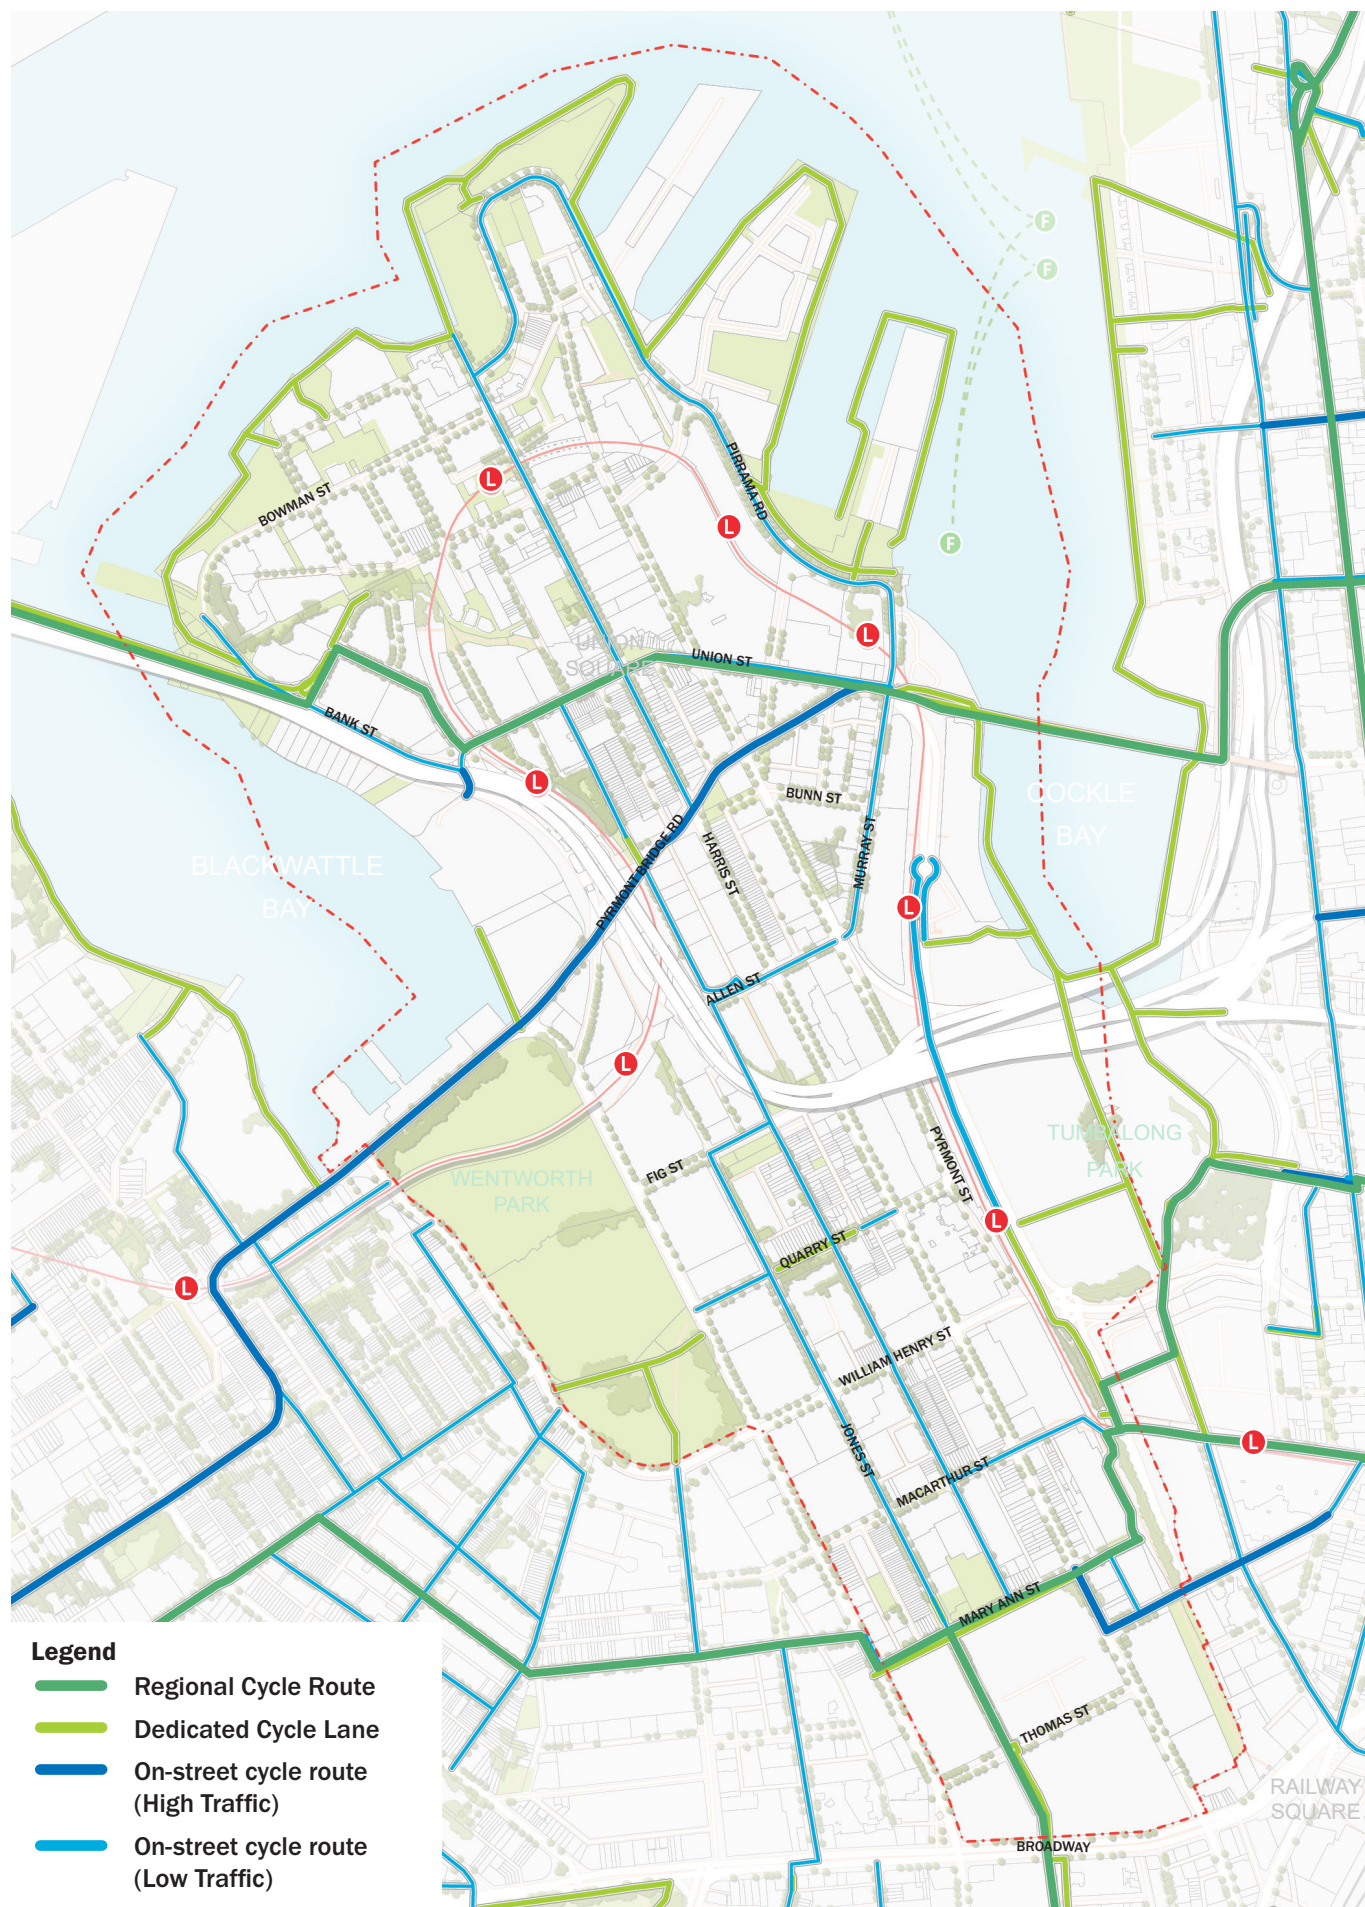 F
F
L
PIRRAMA RD
BOWMAN ST
L
F
L
UNION
SQUARE
UNION ST
BANK ST
L
BUNN ST
COCKLE
BAY
MURRAY ST
HARRIS ST
PYRMONT BRIDGE RD
BLACKWATTLE
BAY
L
ALLEN ST
L
PYRMONT ST
TUMBALONG
PARK
FIG ST
WENTWORTH
PARK
L
QUARRY ST
L
WILLIAM HENRY ST
JONES ST
L
MACARTHUR ST
MARY ANN ST
THOMAS ST
RAILWAY
SQUARE
BROADWAY
Legend
Regional Cycle Route
Dedicated Cycle Lane
On-street cycle route
(High Traffic)
On-street cycle route
(Low Traffic)